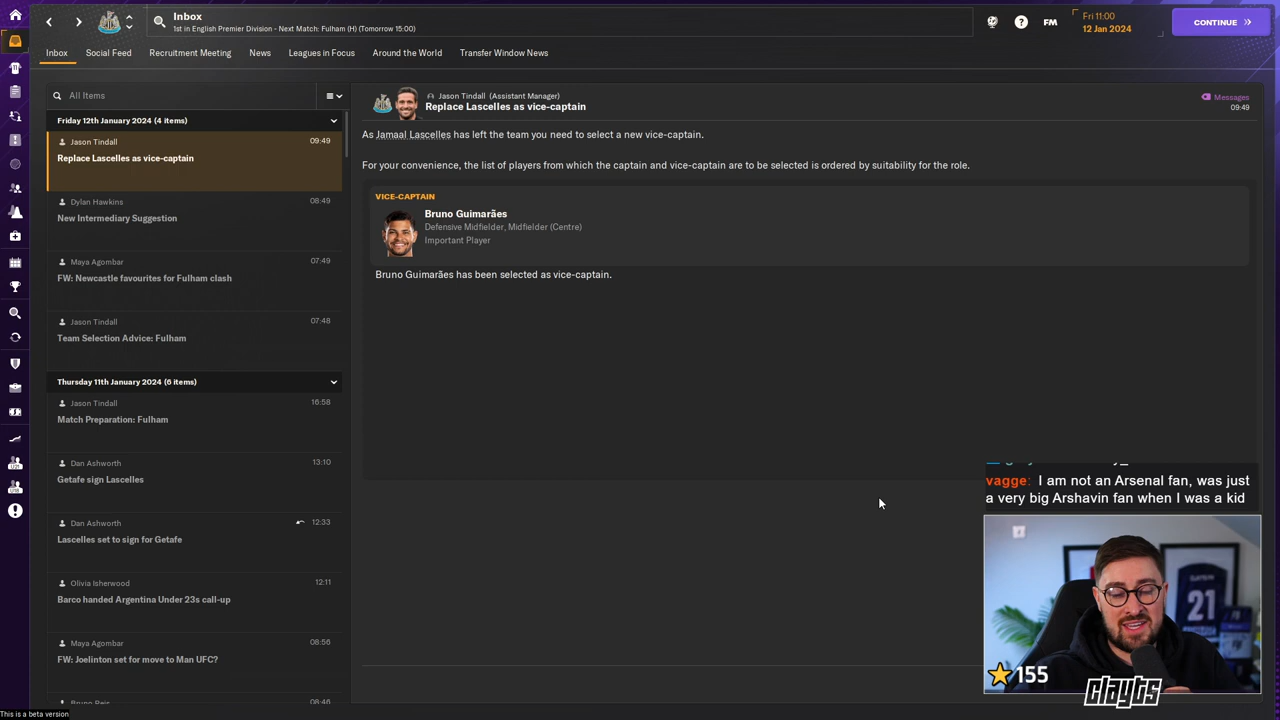 Inbox
1st in English Premier Division - Next Match: Fulham (H) (Tomorrow 15:00)
FM
Fri 11:00
12 Jan 2024
CONTINUE
Inbox
Social Feed
Recruitment Meeting
News
Leagues in Focus
Around the World
Transfer Window News
All Items
Friday 12th January 2024 (4 items)
Jason Tindall
09:49
Replace Lascelles as vice-captain
Dylan Hawkins
08:49
New Intermediary Suggestion
Maya Agombar
07:49
FW: Newcastle favourites for Fulham clash
Jason Tindall
07:48
Team Selection Advice: Fulham
Thursday 11th January 2024 (6 items)
Jason Tindall
16:58
Match Preparation: Fulham
Dan Ashworth
13:10
Getafe sign Lascelles
Dan Ashworth
12:33
Lascelles set to sign for Getafe
Olivia Isherwood
12:11
Barco handed Argentina Under 23s call-up
Maya Agombar
08:56
FW: Joelinton set for move to Man UFC?
Jason Tindall (Assistant Manager)
Replace Lascelles as vice-captain
Messages
09:49
As Jamaal Lascelles has left the team you need to select a new vice-captain.
For your convenience, the list of players from which the captain and vice-captain are to be selected is ordered by suitability for the role.
VICE-CAPTAIN
Bruno Guimarães
Defensive Midfielder, Midfielder (Centre)
Important Player
Bruno Guimarães has been selected as vice-captain.
vagge: I am not an Arsenal fan, was just
a very big Arshavin fan when I was a kid
21
155
claybs
This is a beta version